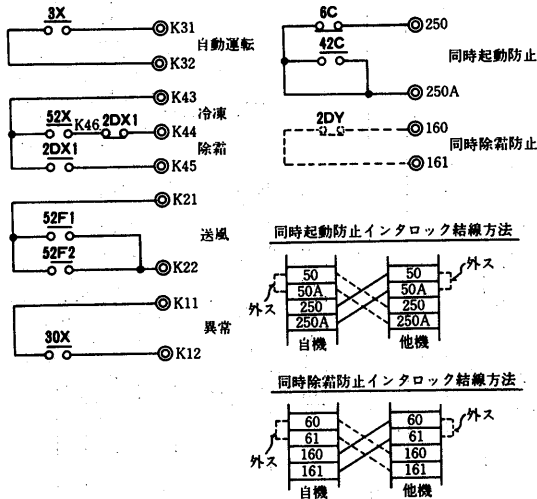 3X
K31
K32
自動運転
K43
冷凍
52X
K46
2DX1
K44
2DX1
除霜
K45
K21
52F1
送風
52F2
K22
K11
異常
30X
K12
6C
250
42C
同時起動防止
250A
2DY
160
同時除霜防止
161
同時起動防止インタロック結線方法
50
50
外ス
50A
50A
外ス
250
250
250A
250A
自機
他機
同時除霜防止インタロック結線方法
60
60
外ス
61
61
外ス
160
160
161
161
自機
他機